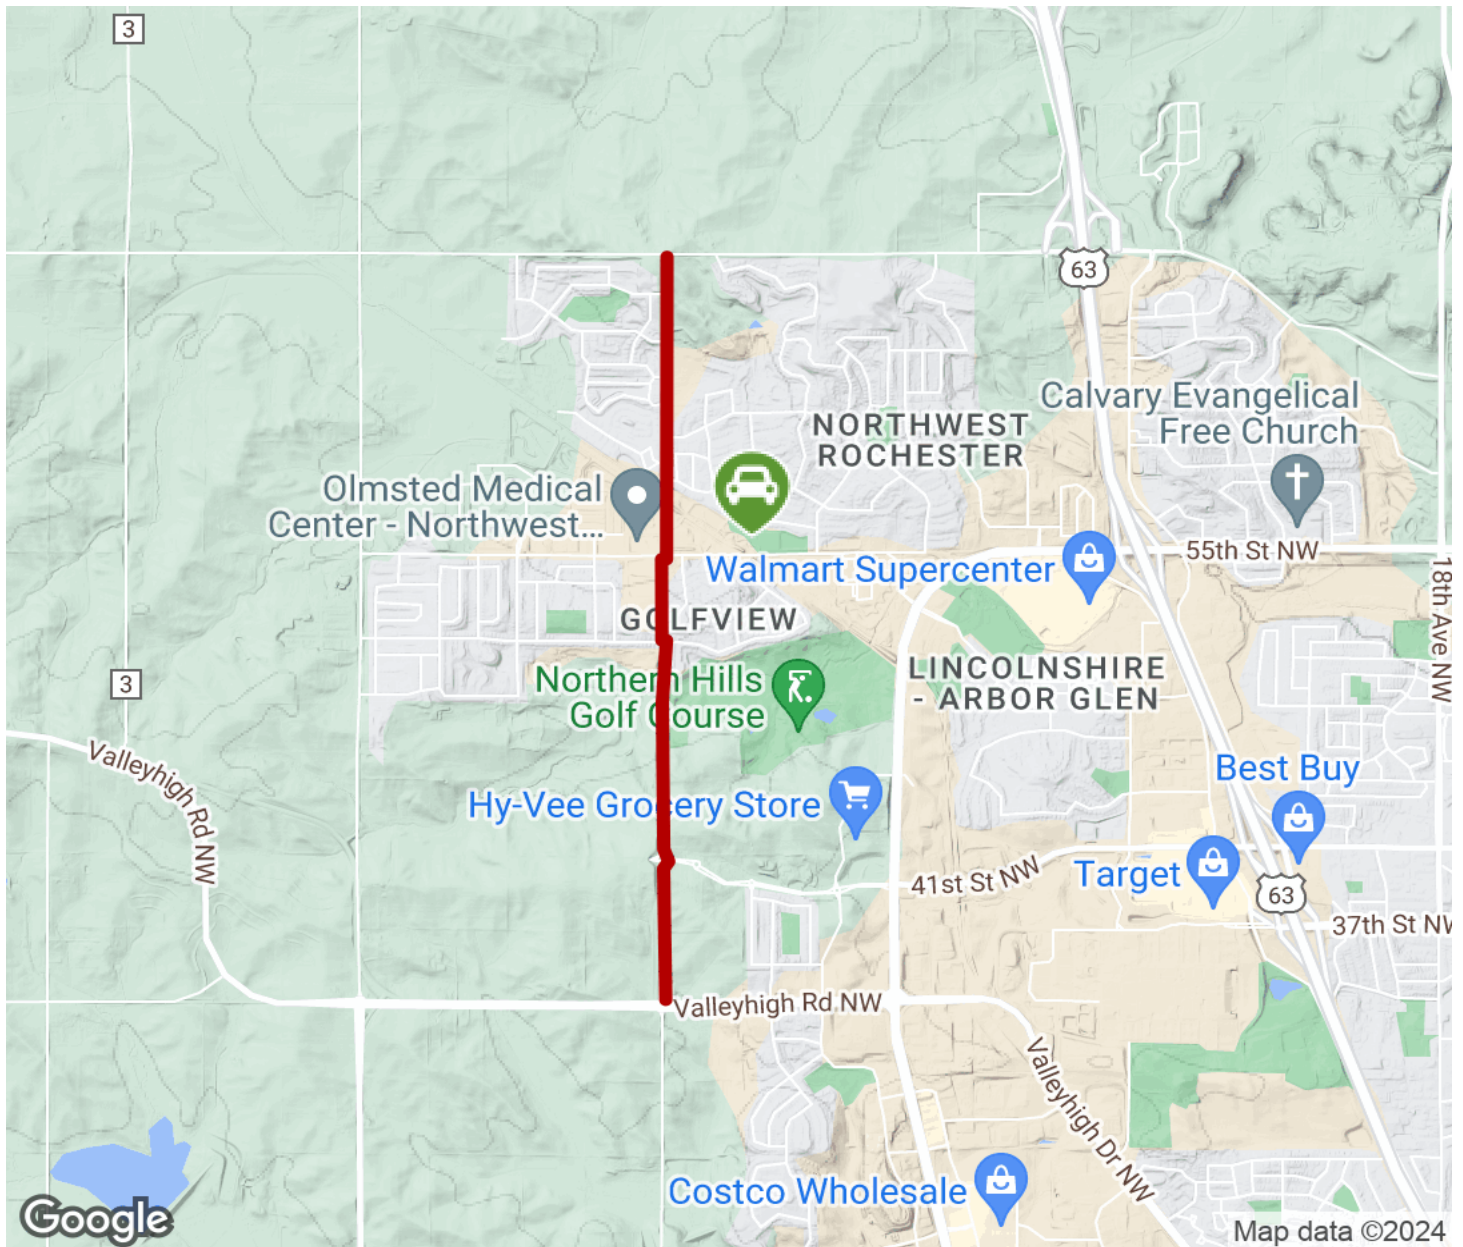 3
63
Calvary Evangelical
Free Church
NORTHWEST
ROCHESTER
Olmsted Medical
Center - Northwest...
55th St NW
Walmart Supercenter
18th Ave NW
GOLFVIEW
LINCOLNSHIRE
- ARBOR GLEN
Northern Hills
Golf Course
3
Valleyhigh Rd NW
Best Buy
Hy-Vee Grocery Store
41st St NW
Target
63
37th St NW
Valleyhigh Rd NW
Valleyhigh Dr NW
Costco Wholesale
Google
Map data ©2024